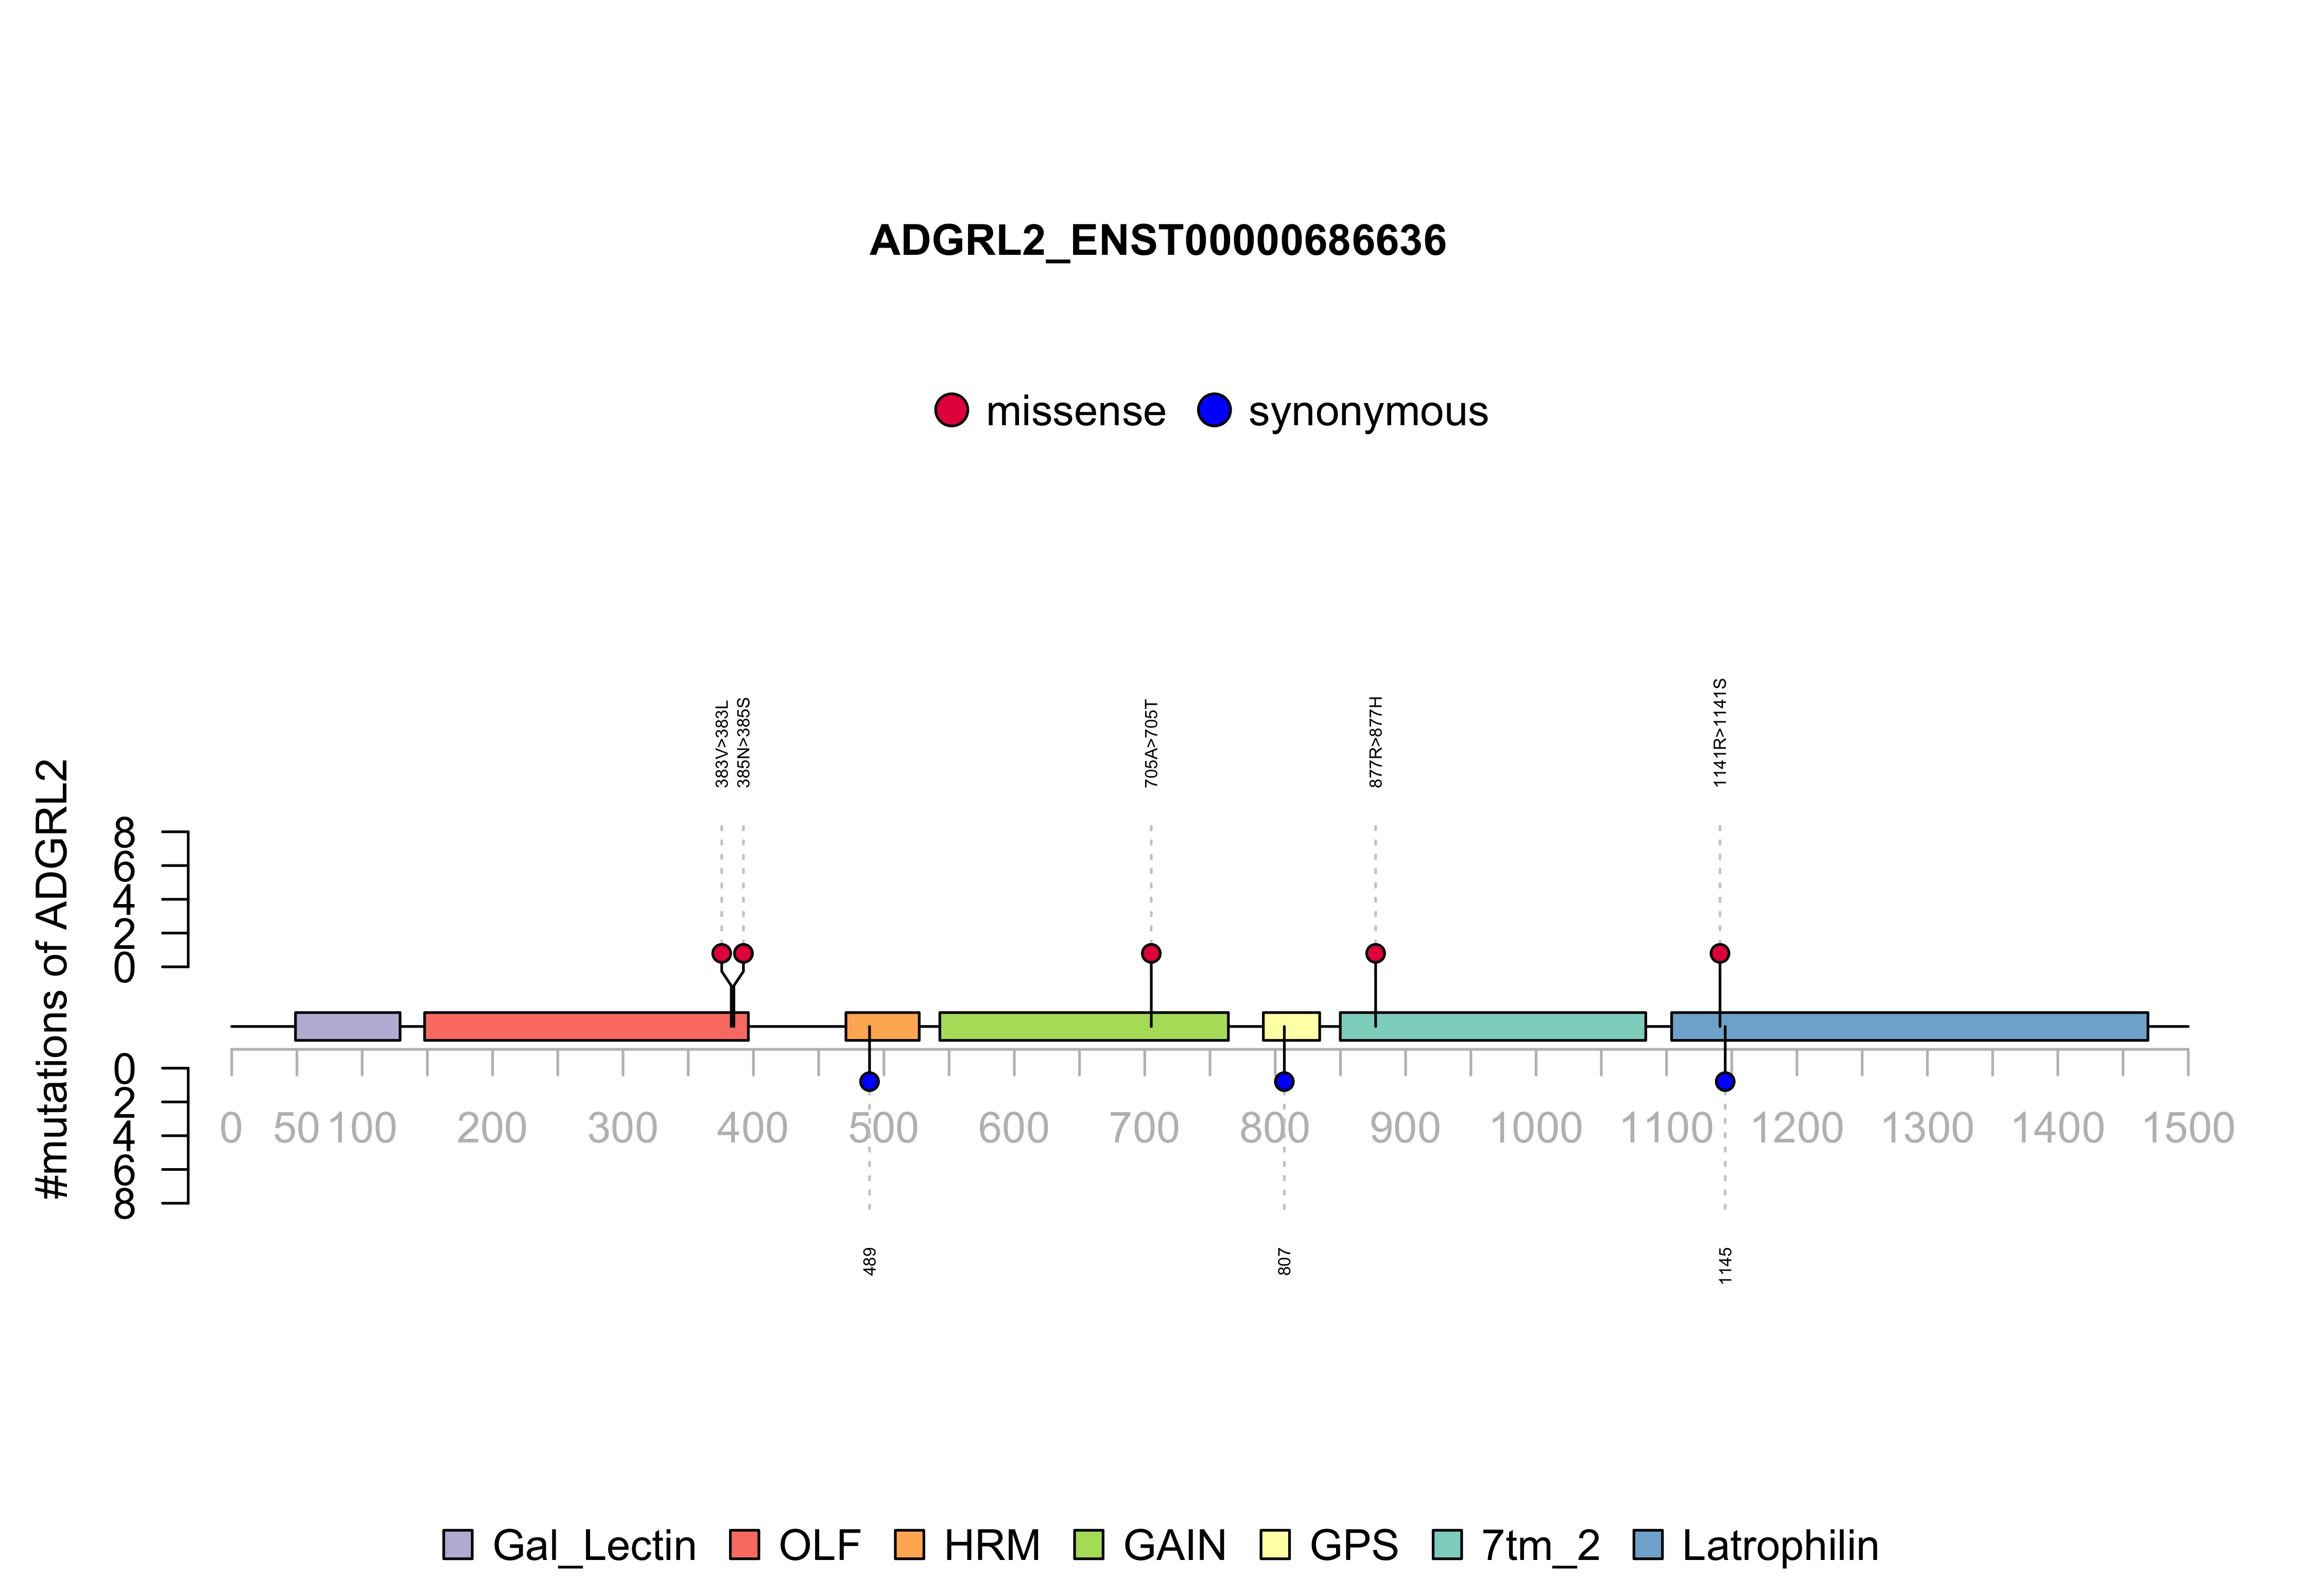 ADGRL2_ENST00000686636
missense synonymous
383V>383L
385N>385S
705A>705T
877R>877H
1141R>1141S
#mutations of ADGRL2
8
6
4
2
0
0
2
4
6
8
0 50 100 200 300 400 500 600 700 800 900 1000 1100 1200 1300 1400 1500
489
807
1145
Gal_Lectin OLF HRM GAIN GPS 7tm_2 Latrophilin